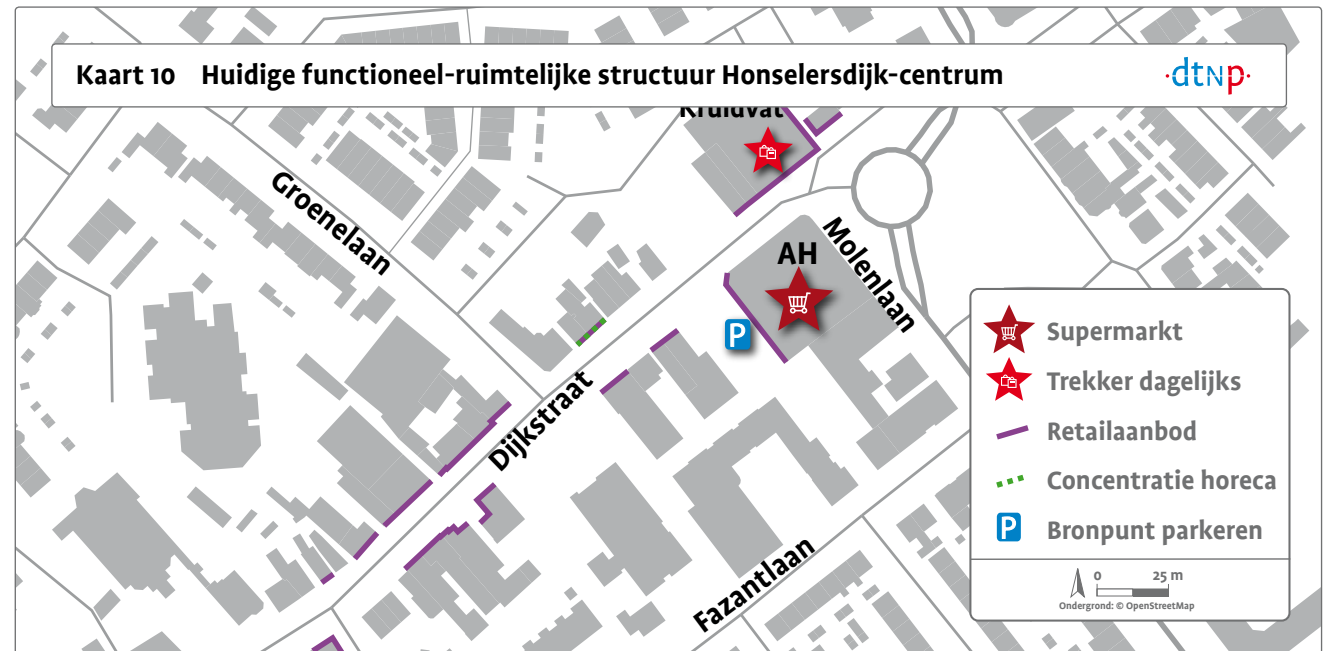 Kaart 10 Huidige functioneel-ruimtelijke structuur Honselersdijk-centrum
·dtNp·
Kruidvat
Groenelaan
Molenlaan
AH
P
Dijkstraat
Fazantlaan
Supermarkt
Trekker dagelijks
Retailaanbod
Concentratie horeca
P Bronpunt parkeren
0 25 m
Ondergrond: © OpenStreetMap